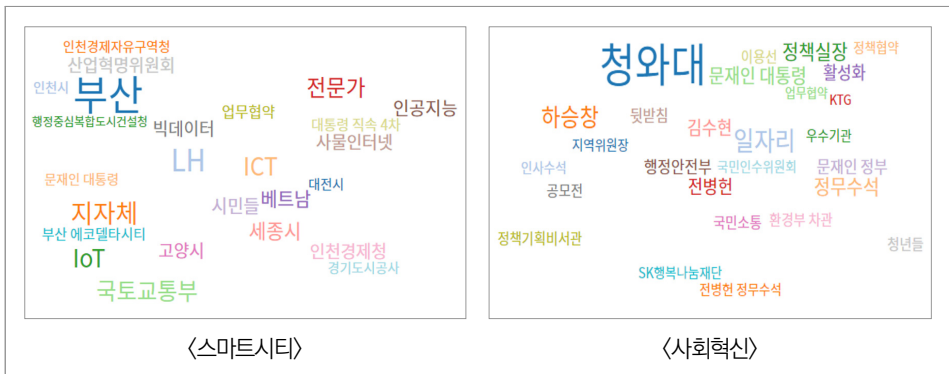 인천경제자유구역청
산업혁명위원회
인천시
부산
전문가
행정중심복합도시건설청
빅데이터
업무협약
인공지능
대통령 직속 4차
사물인터넷
LH
ICT
문재인 대통령
시민들
베트남
대전시
지자체
부산 에코델타시티
세종시
IoT
고양시
인천경제청
경기도시공사
국토교통부
〈스마트시티〉
청와대
이용선
정책실장
정책협약
문재인 대통령
활성화
업무협약
KTG
하승창
뒷받침
김수현
일자리
우수기관
지역위원장
인사수석
행정안전부
국민인수위원회
문재인 정부
공모전
전병헌
정무수석
국민소통
환경부 차관
정책기획비서관
청년들
SK행복나눔재단
전병헌 정무수석
〈사회혁신〉